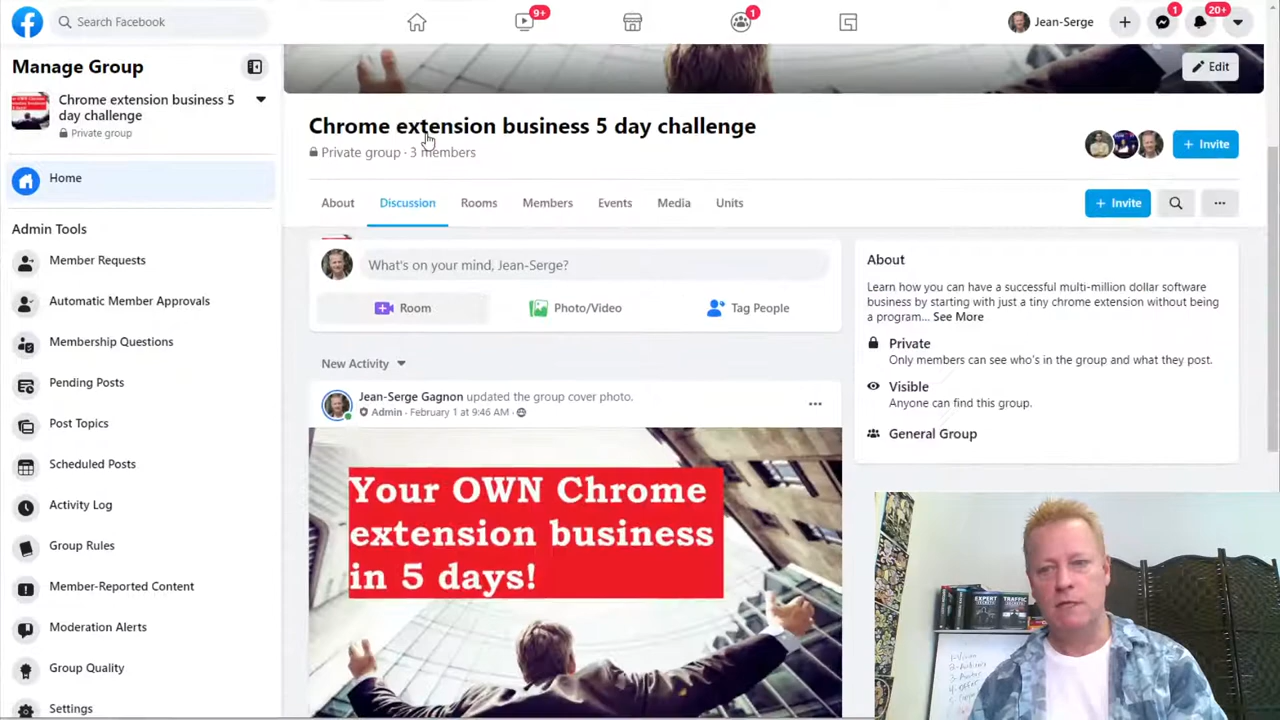 Search Facebook
9+
1
Jean-Serge
1
20+
Manage Group
Chrome extension business 5
day challenge
Private group
Home
Admin Tools
Member Requests
Automatic Member Approvals
Membership Questions
Pending Posts
Post Topics
Scheduled Posts
Activity Log
Group Rules
Member-Reported Content
Moderation Alerts
Group Quality
Settings
Edit
Chrome extension business 5 day challenge
Private group · 3 members
+ Invite
About
Discussion
Rooms
Members
Events
Media
Units
+ Invite
What's on your mind, Jean-Serge?
Room
Photo/Video
Tag People
New Activity
Jean-Serge Gagnon updated the group cover photo.
Admin · February 1 at 9:46 AM ·
Your OWN Chrome
extension business
in 5 days!
About
Learn how you can have a successful multi-million dollar software
business by starting with just a tiny chrome extension without being
a program... See More
Private
Only members can see who's in the group and what they post.
Visible
Anyone can find this group.
General Group
EXPERT
SECRETS
TRAFFIC
SECRETS